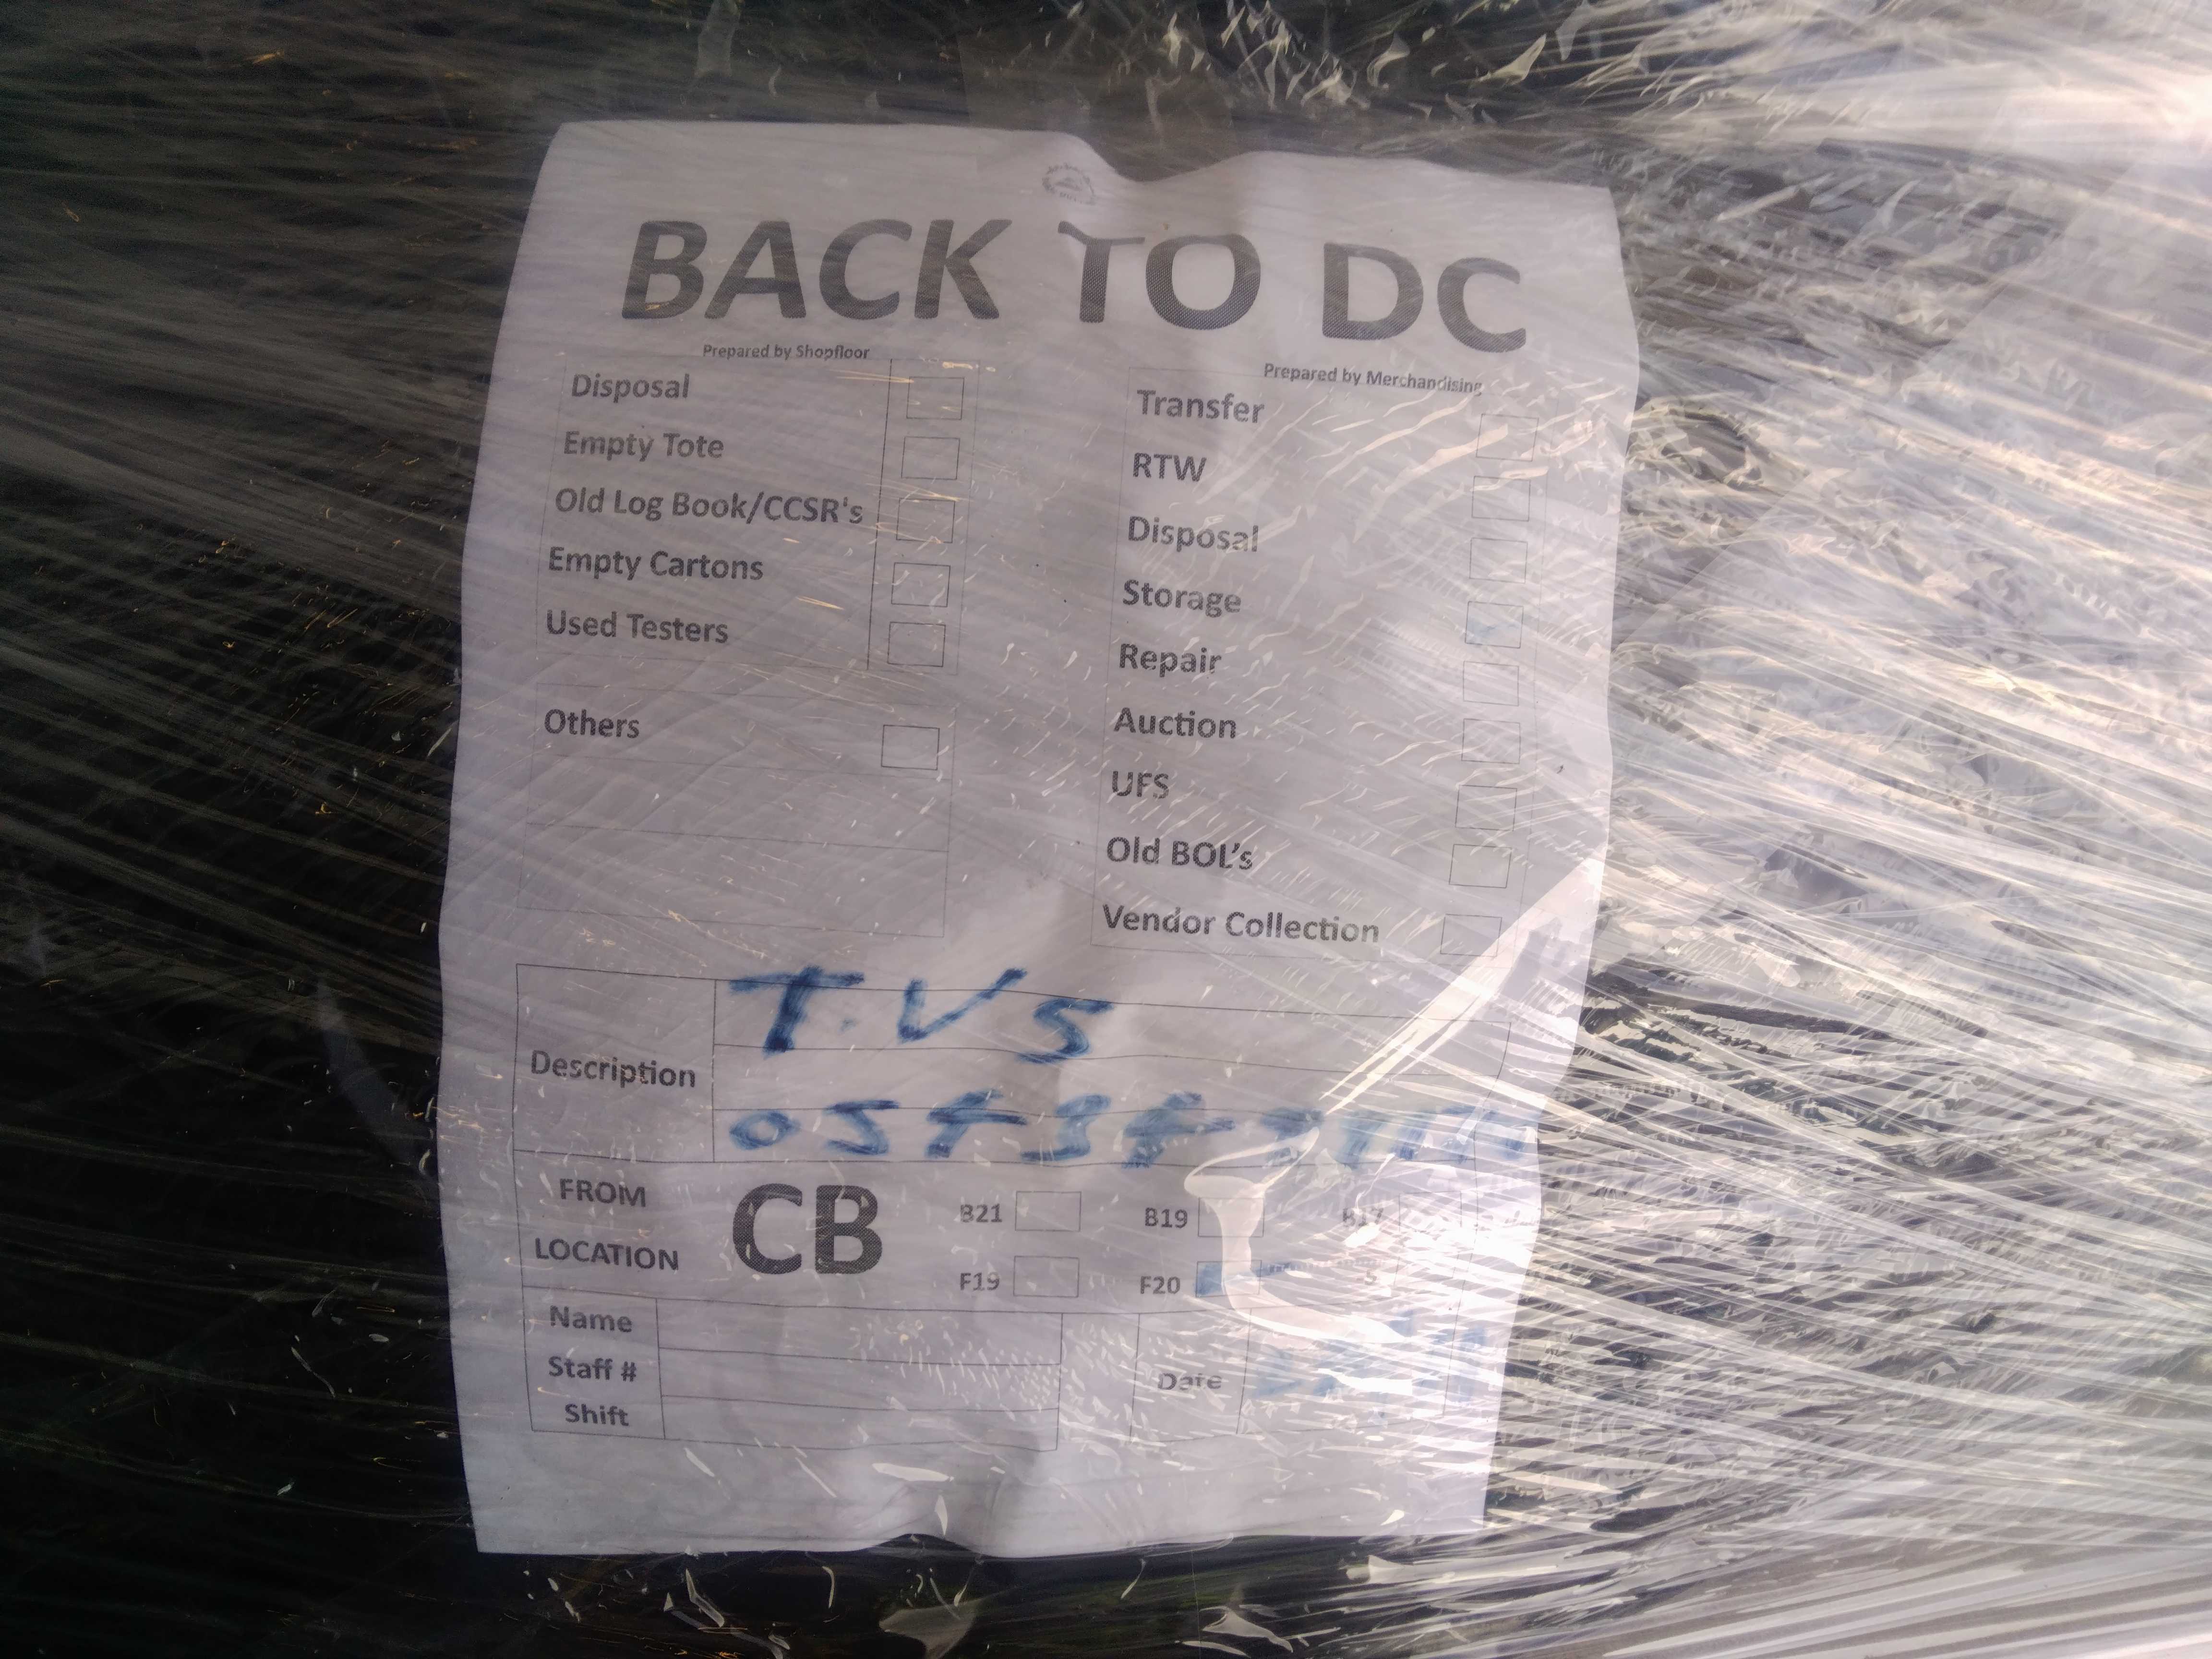 BACK TO DC
Prepared by Shopfloor
Disposal
Empty Tote
Old Log Book/CCSR's
Empty Cartons
Used Testers
Others
Prepared by Merchandising
Transfer
RTW
Disposal
Storage
Repair
Auction
UFS
Old BOL's
Vendor Collection
Description
T.VS
FROM
LOCATION
CB
B21
B19
B17
F19
F20
Name
Staff #
Shift
Date